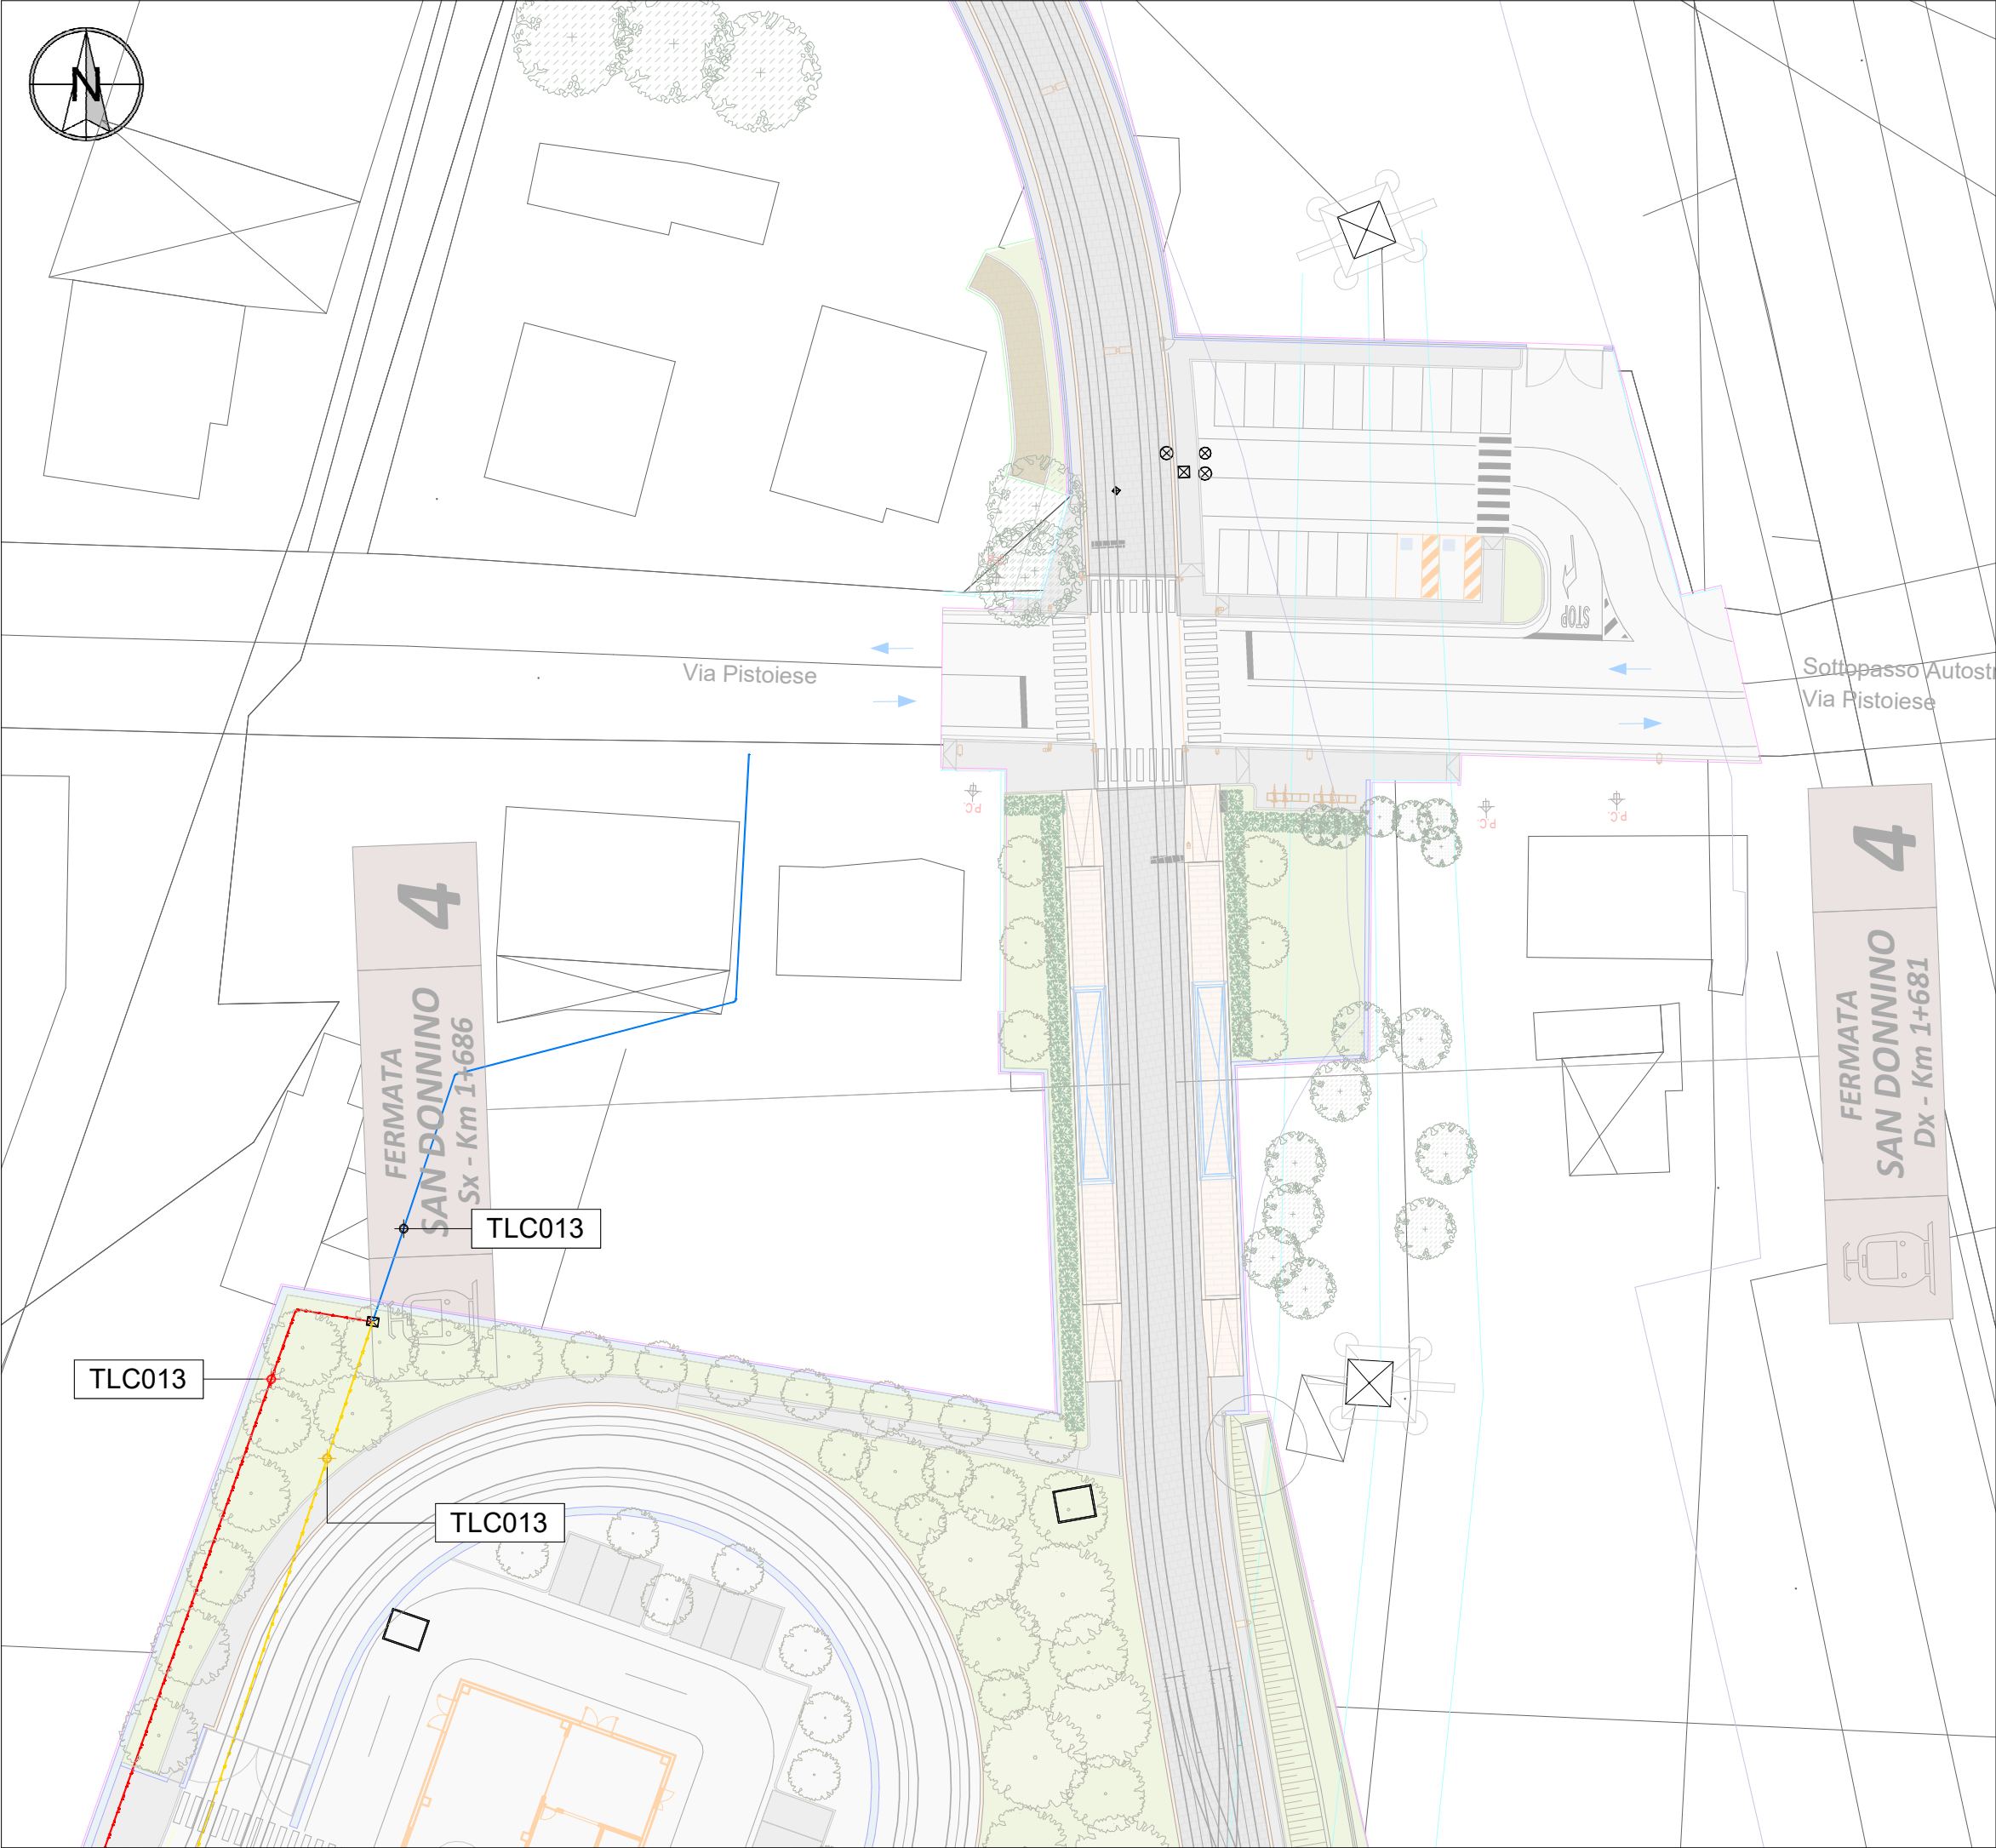 N
STOP
Via Pistoiese
Sottopasso Autostr
Via Pistoiese
P.C.
P.C.
P.C.
4
FERMATA
SAN DONNINO
Sx - Km 1+686
4
FERMATA
SAN DONNINO
Dx - Km 1+681
TLC013
TLC013
TLC013